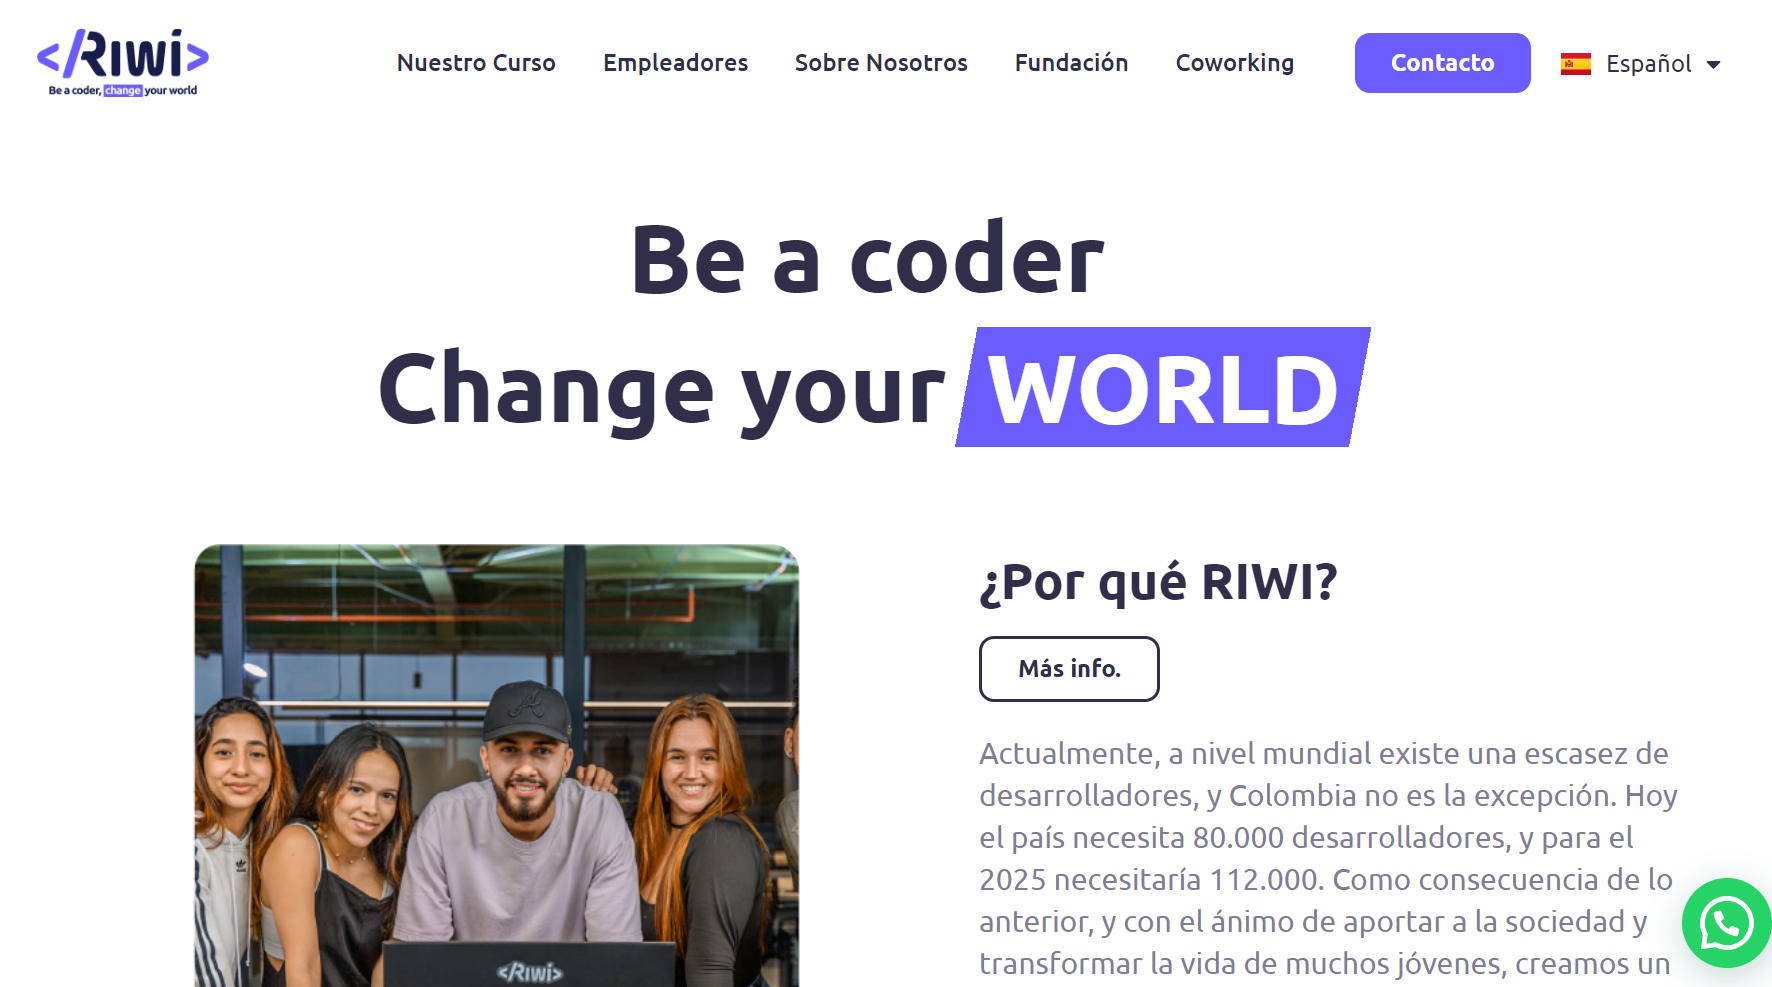 </RIWI>
Be a coder, change your world
Nuestro Curso
Empleadores
Sobre Nosotros
Fundación
Coworking
Contacto
Español
Be a coder
Change your WORLD
¿Por qué RIWI?
Más info.
Actualmente, a nivel mundial existe una escasez de
desarrolladores, y Colombia no es la excepción. Hoy
el país necesita 80.000 desarrolladores, y para el
2025 necesitaría 112.000. Como consecuencia de lo
anterior, y con el ánimo de aportar a la sociedad y
transformar la vida de muchos jóvenes, creamos un
</RIWI>